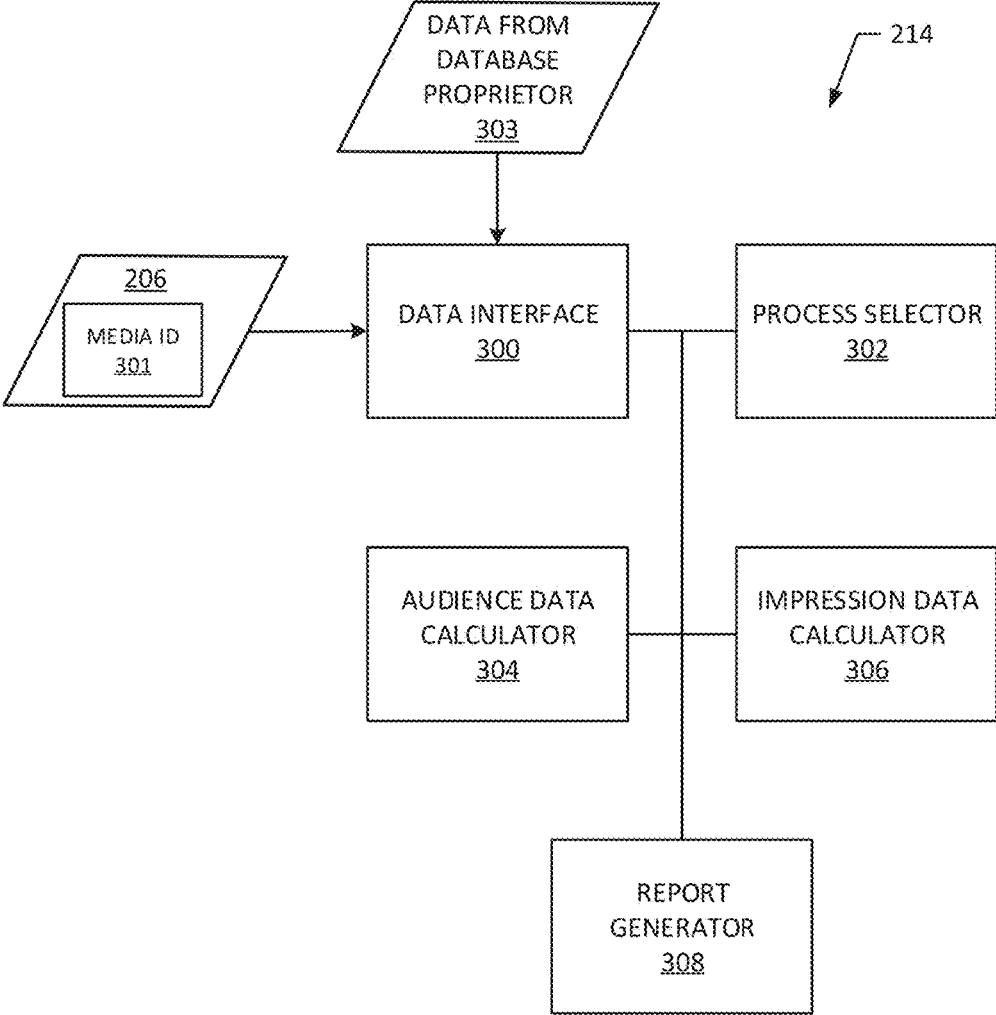 DATA FROM
DATABASE
PROPRIETOR
303
214
206
MEDIA ID
301
DATA INTERFACE
300
PROCESS SELECTOR
302
AUDIENCE DATA
CALCULATOR
304
IMPRESSION DATA
CALCULATOR
306
REPORT
GENERATOR
308